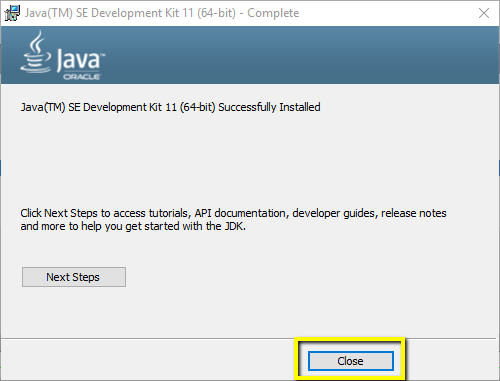 Java(TM) SE Development Kit 11 (64-bit) - Complete
Java™
ORACLE
Java(TM) SE Development Kit 11 (64-bit) Successfully Installed
Click Next Steps to access tutorials, API documentation, developer guides, release notes
and more to help you get started with the JDK.
Next Steps
Close